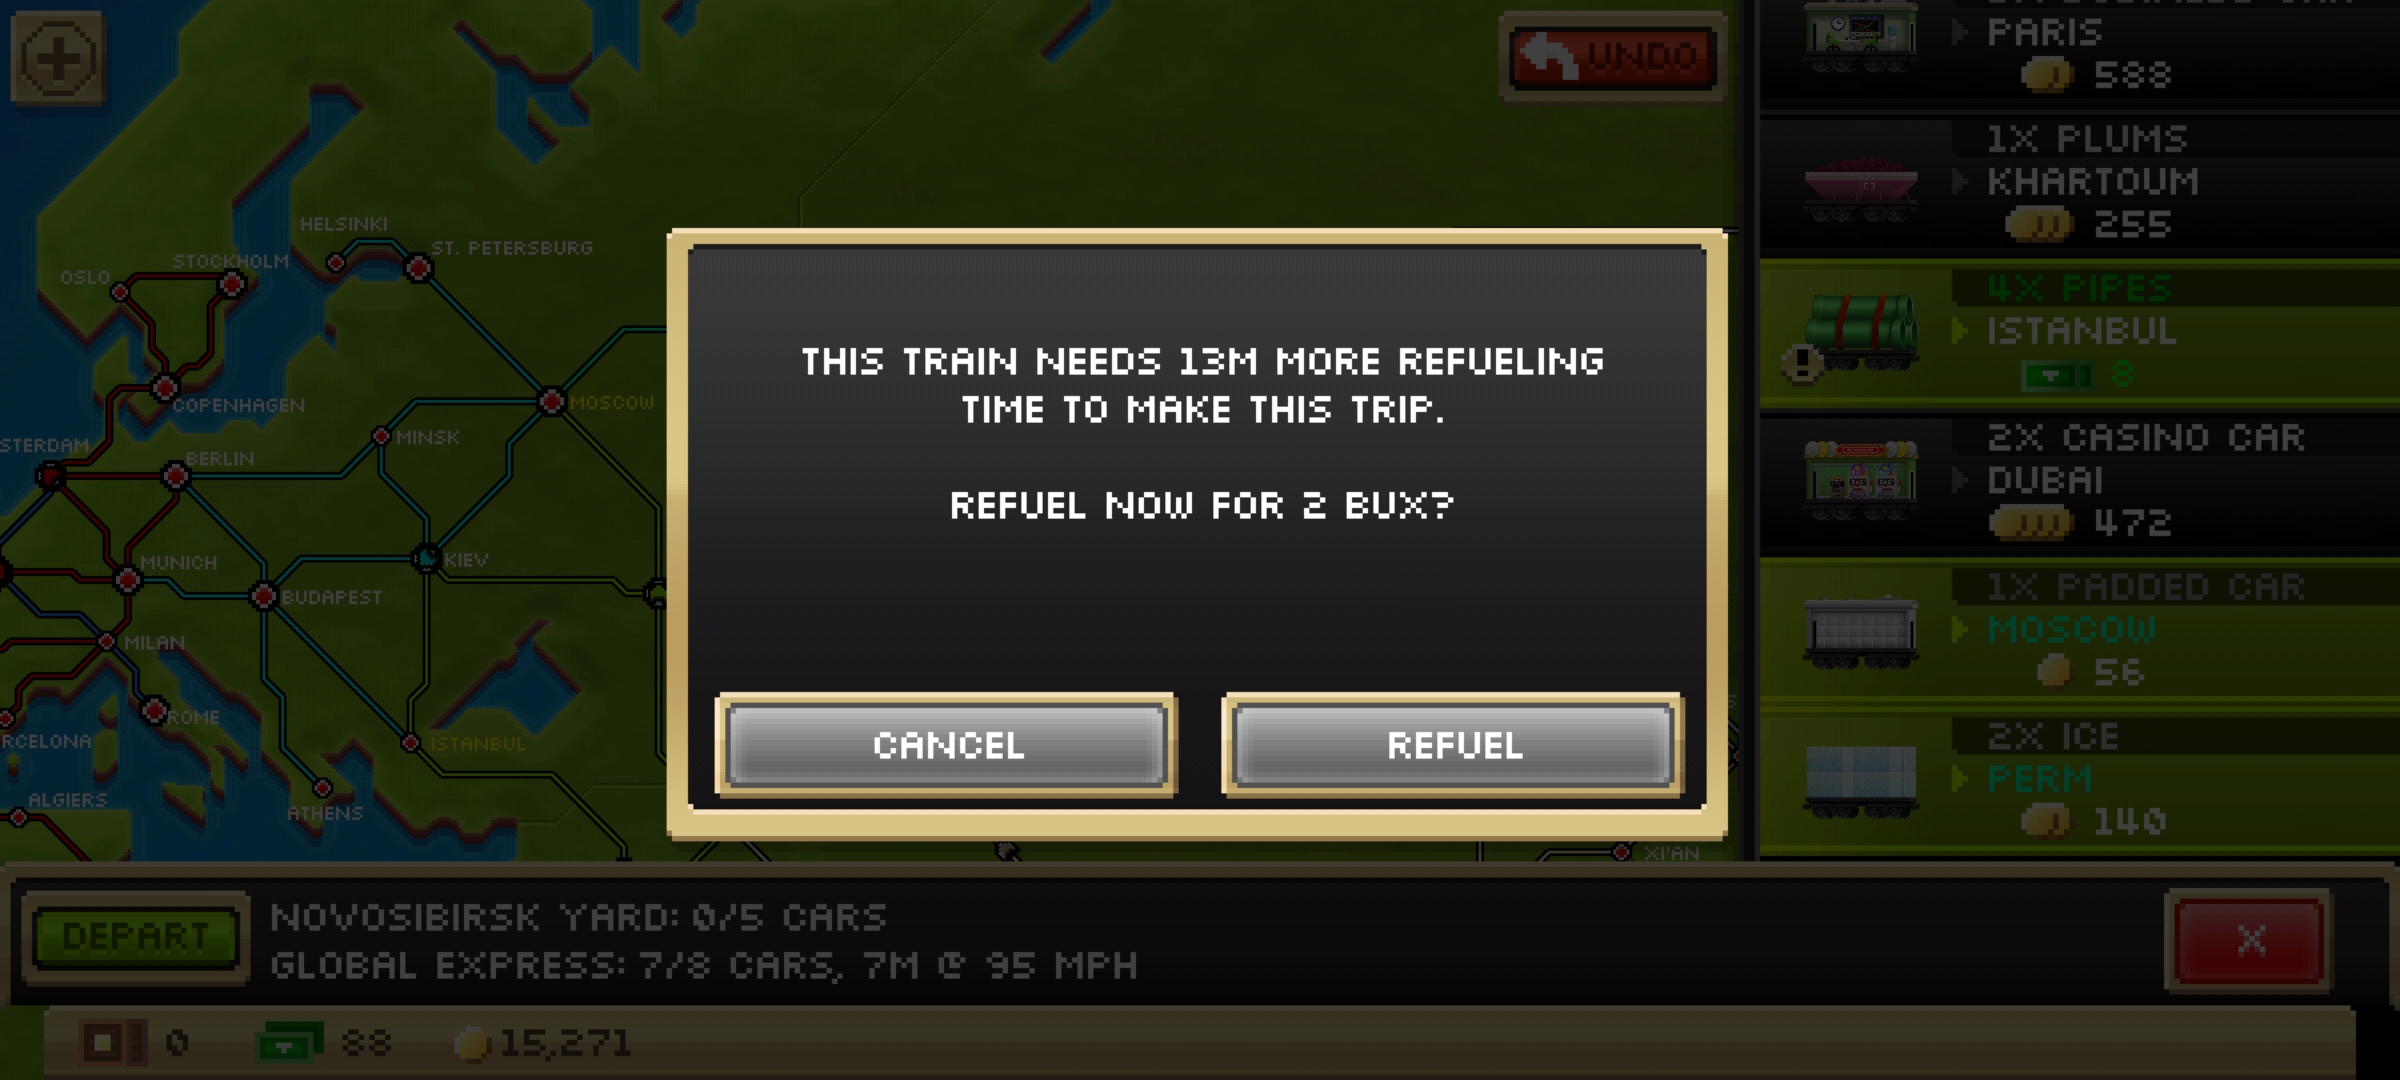 UNDO
PARIS
588
1X PLUMS
KHARTOUM
255
4X PIPES
ISTANBUL
8
2X CASINO CAR
DUBAI
472
1X PADDED CAR
MOSCOW
56
2X ICE
PERM
140
HELSINKI
ST. PETERSBURG
STOCKHOLM
OSLO
COPENHAGEN
MOSCOW
MINSK
STERDAM
BERLIN
KIEV
MUNICH
BUDAPEST
MILAN
ROME
RCELONA
ISTANBUL
ALGIERS
ATHENS
XI'AN
THIS TRAIN NEEDS 13M MORE REFUELING
TIME TO MAKE THIS TRIP.
REFUEL NOW FOR 2 BUX?
CANCEL
REFUEL
DEPART
NOVOSIBIRSK YARD: 0/5 CARS
GLOBAL EXPRESS: 7/8 CARS, 7M @ 95 MPH
X
0
88
15,271